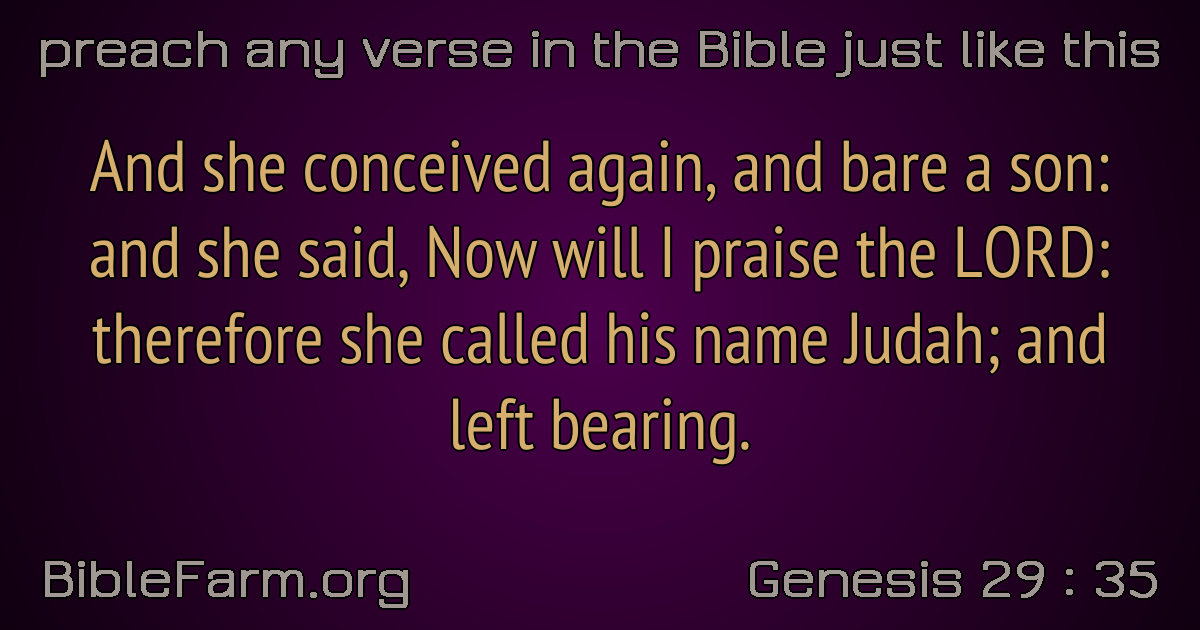 preach any verse in the Bible just like this
And she conceived again, and bare a son:
and she said, Now will I praise the LORD:
therefore she called his name Judah; and
left bearing.
BibleFarm.org
Genesis 29 : 35